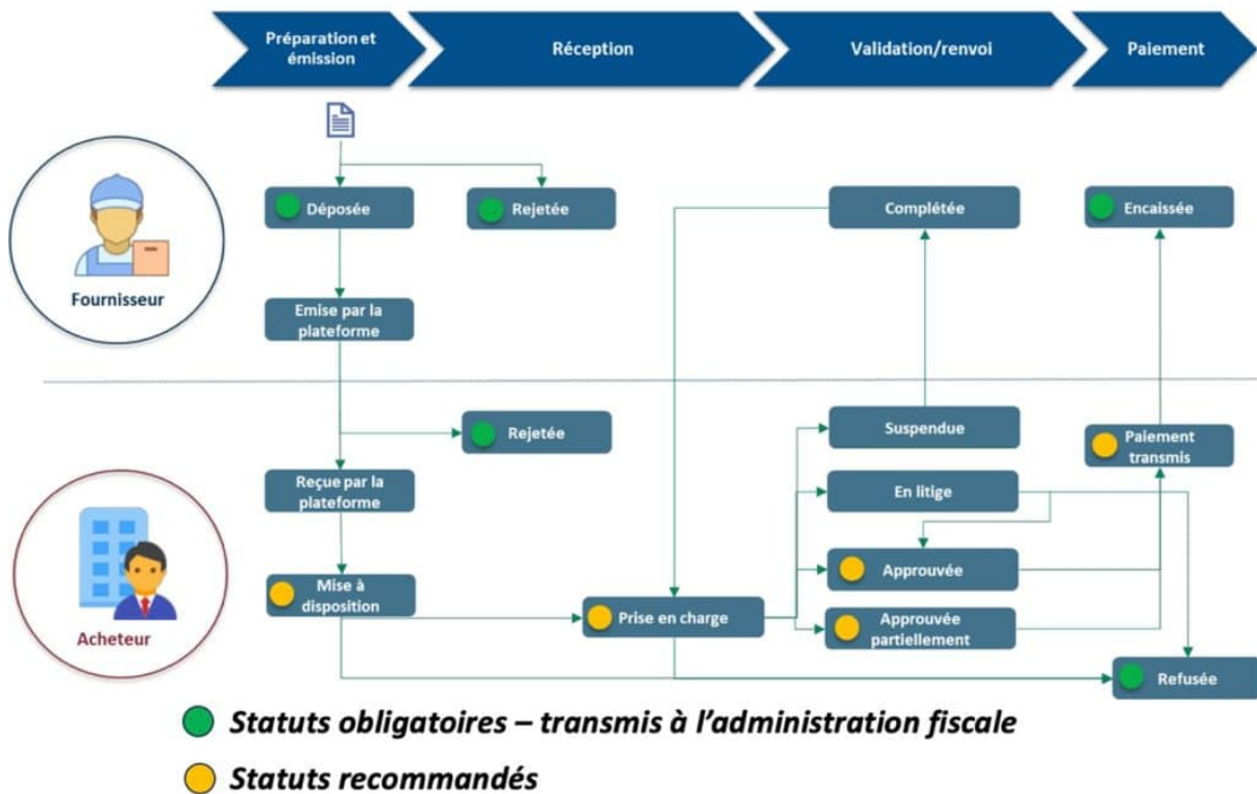 Préparation et
émission
Réception
Validation/renvoi
Paiement
Déposée
Rejetée
Complétée
Encaissée
Fournisseur
Emise par la
plateforme
Rejetée
Suspendue
Paiement
transmis
Reçue par la
plateforme
En litige
Approuvée
Mise à
disposition
Prise en charge
Approuvée
partiellement
Acheteur
Refusée
Statuts obligatoires – transmis à l’administration fiscale
Statuts recommandés